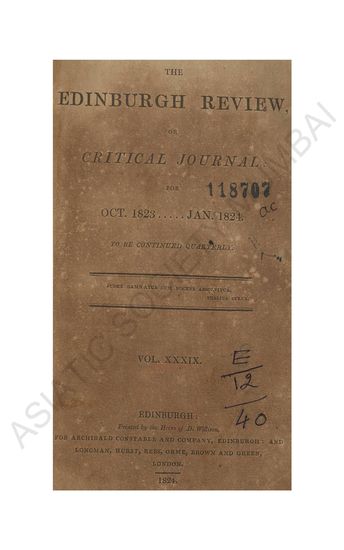 THE
EDINBURGH REVIEW,
OR
CRITICAL JOURNAL:
FOR
118707
OCT. 1823.....JAN. 1824.
ac
TO BE CONTINUED QUARTERLY.
JUDEX DAMNATUR CUM NOCENS ABSOLVITUR.
PUBLIUS SYRUS.
VOL. XXXIX.
E
12
40
EDINBURGH:
Printed by the Heirs of D. Willison,
FOR ARCHIBALD CONSTABLE AND COMPANY, EDINBURGH: AND
LONGMAN, HURST, REES, ORME, BROWN AND GREEN,
LONDON.
1824.
ASIATIC SOCIETY MUMBAI